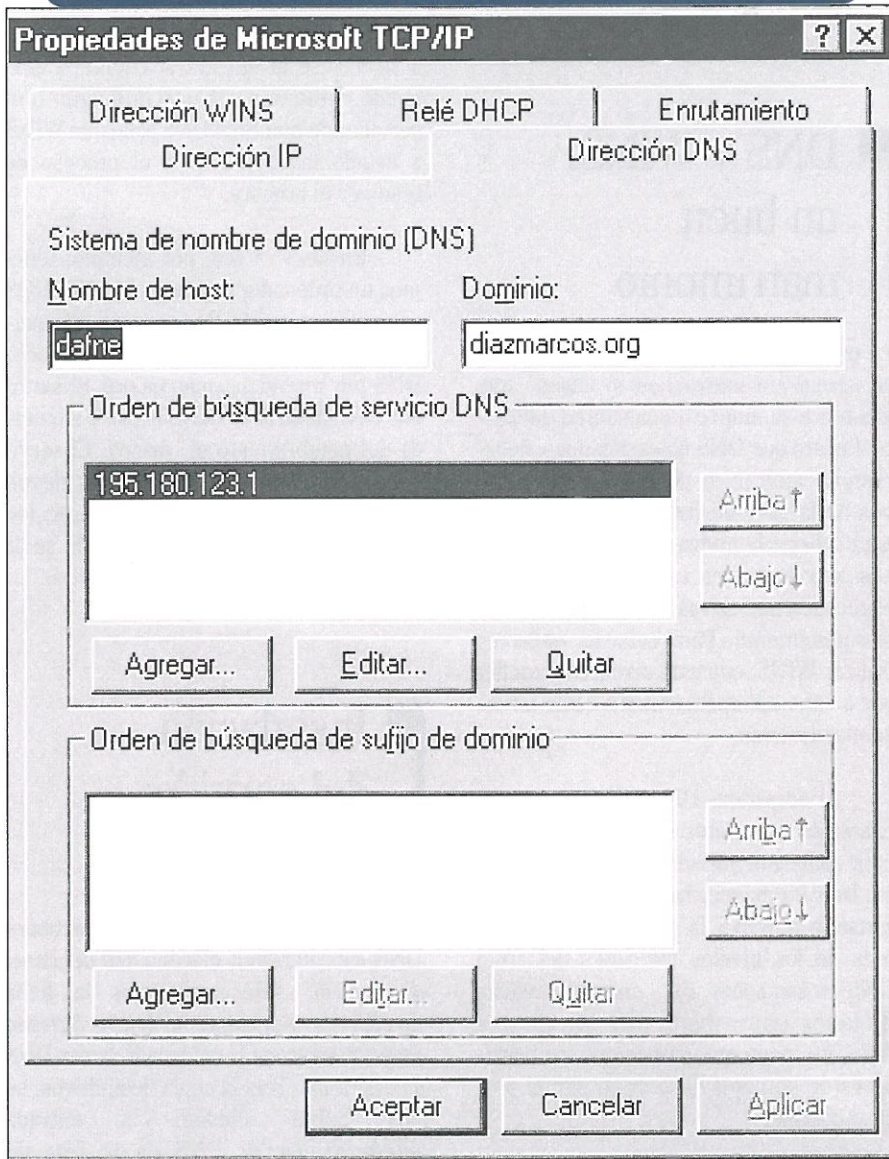 Propiedades de Microsoft TCP/IP
Dirección WINS
Relé DHCP
Enrutamiento
Dirección IP
Dirección DNS
Sistema de nombre de dominio (DNS)
Nombre de host:
Dominio:
dafne
diazmarcos.org
Orden de búsqueda de servicio DNS
195.180.123.1
Arriba↑
Abajo↓
Agregar...
Editar...
Quitar
Orden de búsqueda de sufijo de dominio
Arriba↑
Abajo↓
Agregar...
Editar...
Quitar
Aceptar
Cancelar
Aplicar